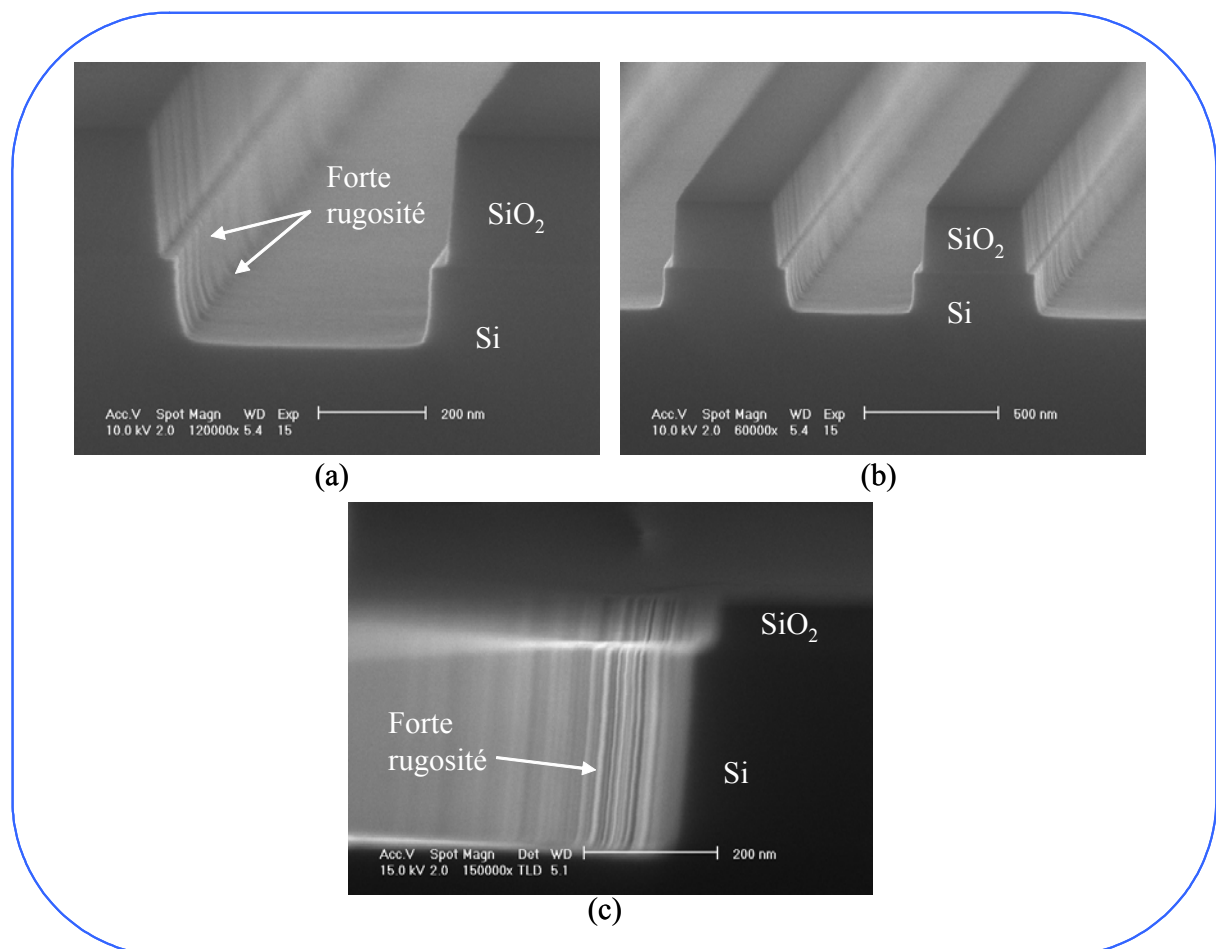 Forte
rugosité
SiO2
Si
Acc.V Spot Magn WD Exp
10.0 kV 2.0 120000x 5.4 15
200 nm
(a)
SiO2
Si
Acc.V Spot Magn WD Exp
10.0 kV 2.0 60000x 5.4 15
500 nm
(b)
SiO2
Forte
rugosité
Si
Acc.V Spot Magn Det WD
15.0 kV 2.0 150000x TLD 5.1
200 nm
(c)